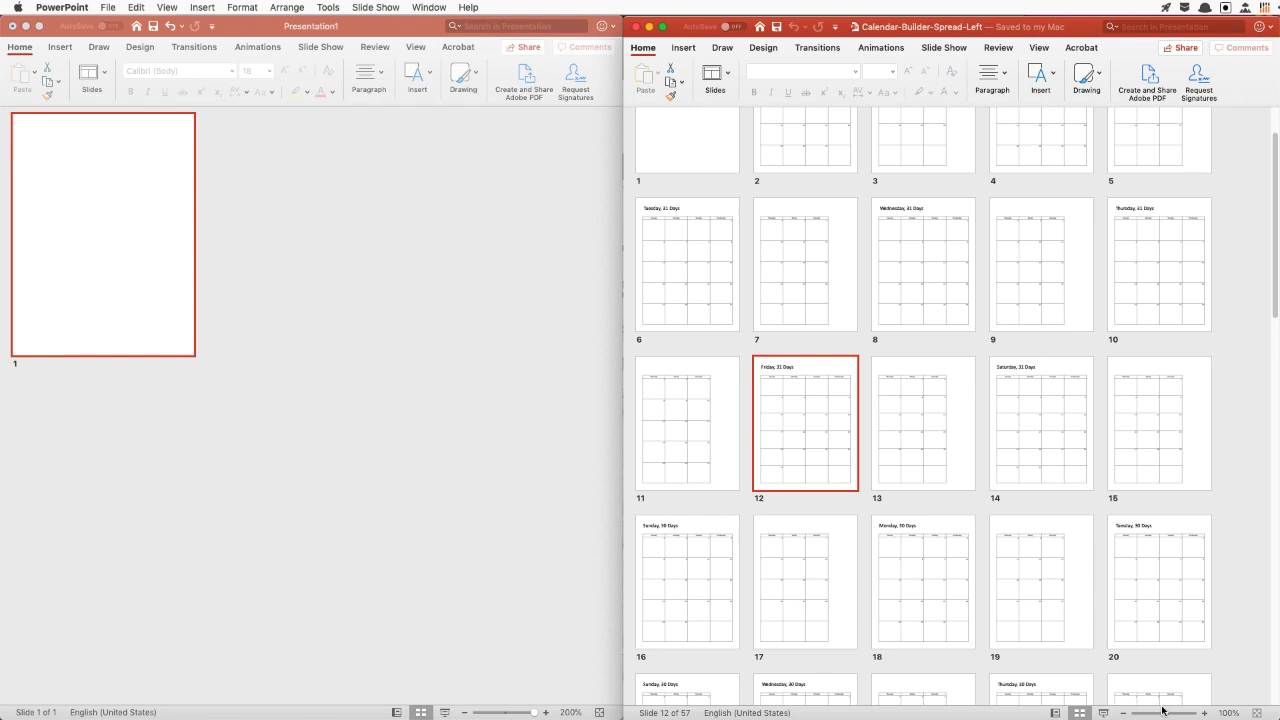 PowerPoint File Edit View Insert Format Arrange Tools Slide Show Window Help
AutoSave OFF Presentation1 Search in Presentation
Home Insert Draw Design Transitions Animations Slide Show Review View Acrobat Share Comments
Paste Slides Calibri (Body) 18 Paragraph Insert Drawing Create and Share Adobe PDF Request Signatures
1
Slide 1 of 1 English (United States) 200%
AutoSave OFF Calendar-Builder-Spread-Left — Saved to my Mac Search in Presentation
Home Insert Draw Design Transitions Animations Slide Show Review View Acrobat Share Comments
Paste Slides Paragraph Insert Drawing Create and Share Adobe PDF Request Signatures
1 2 3 4 5
Tuesday, 31 Days Wednesday, 31 Days Thursday, 31 Days
6 7 8 9 10
Friday, 31 Days Saturday, 31 Days
11 12 13 14 15
Sunday, 30 Days Monday, 30 Days Tuesday, 30 Days
16 17 18 19 20
Sunday, 30 Days Wednesday, 30 Days Thursday, 30 Days
Slide 12 of 57 English (United States) 100%